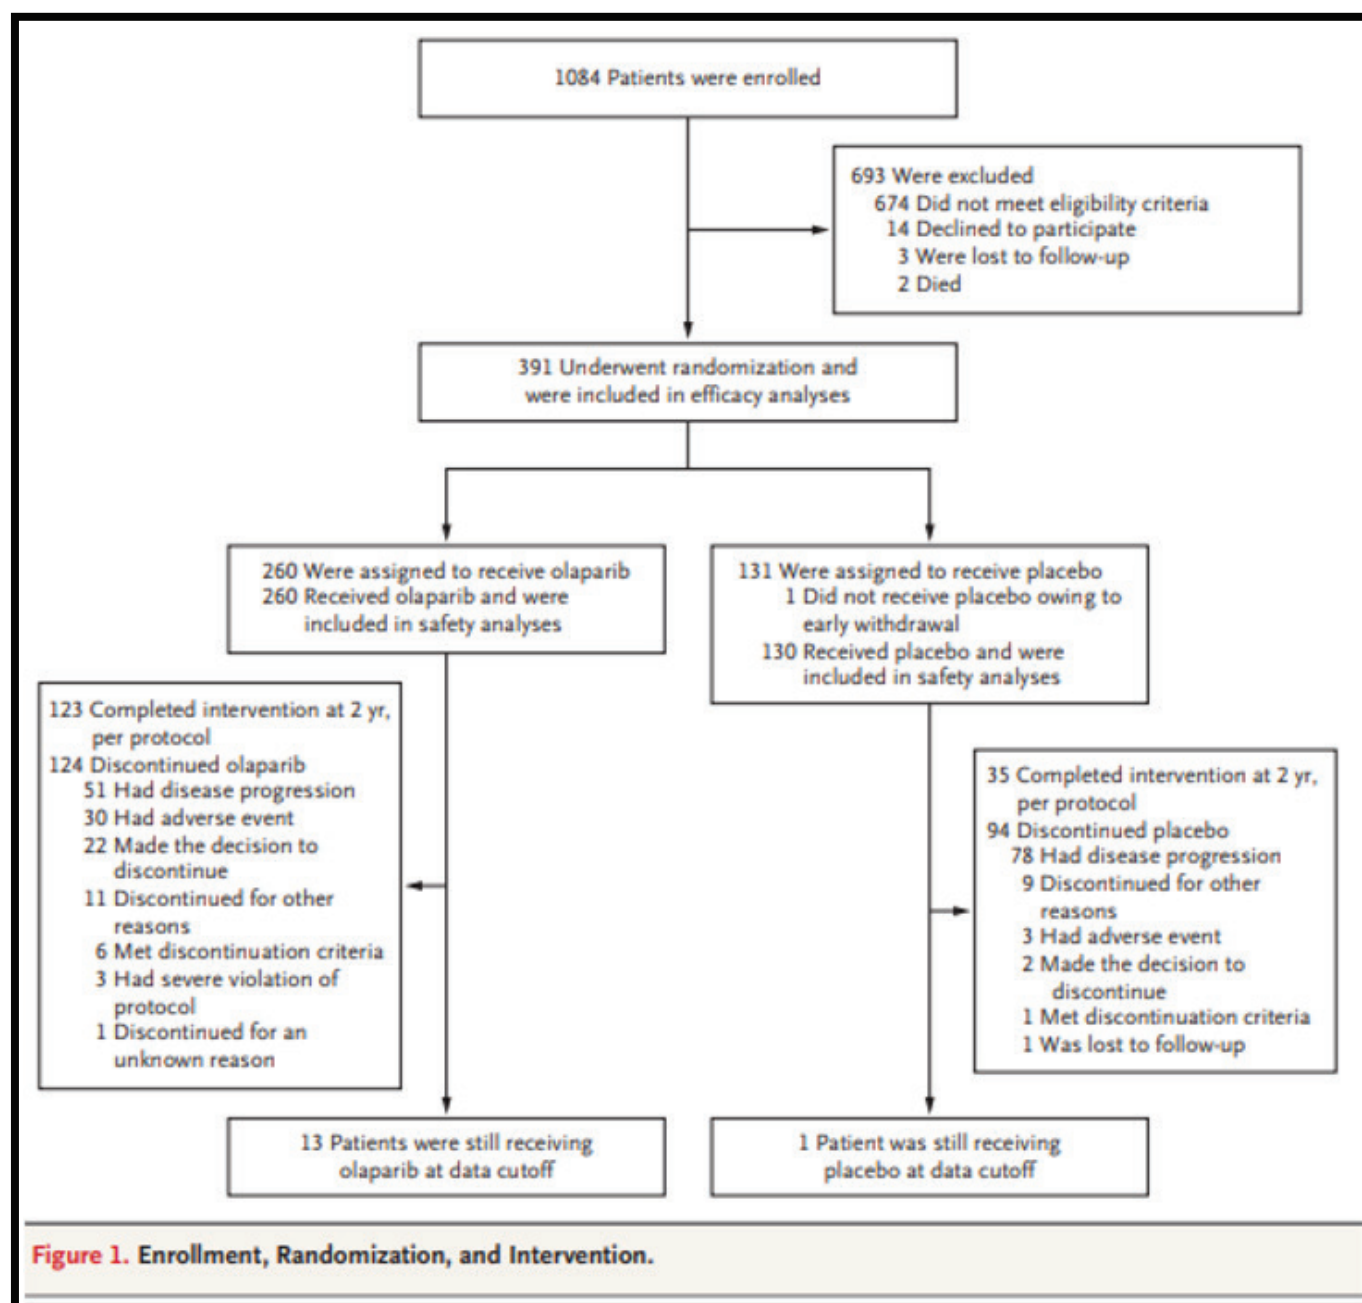 1084 Patients were enrolled
693 Were excluded
674 Did not meet eligibility criteria
14 Declined to participate
3 Were lost to follow-up
2 Died
391 Underwent randomization and
were included in efficacy analyses
260 Were assigned to receive olaparib
260 Received olaparib and were
included in safety analyses
131 Were assigned to receive placebo
1 Did not receive placebo owing to
early withdrawal
130 Received placebo and were
included in safety analyses
123 Completed intervention at 2 yr,
per protocol
124 Discontinued olaparib
51 Had disease progression
30 Had adverse event
22 Made the decision to
discontinue
11 Discontinued for other
reasons
6 Met discontinuation criteria
3 Had severe violation of
protocol
1 Discontinued for an
unknown reason
35 Completed intervention at 2 yr,
per protocol
94 Discontinued placebo
78 Had disease progression
9 Discontinued for other
reasons
3 Had adverse event
2 Made the decision to
discontinue
1 Met discontinuation criteria
1 Was lost to follow-up
13 Patients were still receiving
olaparib at data cutoff
1 Patient was still receiving
placebo at data cutoff
Figure 1. Enrollment, Randomization, and Intervention.